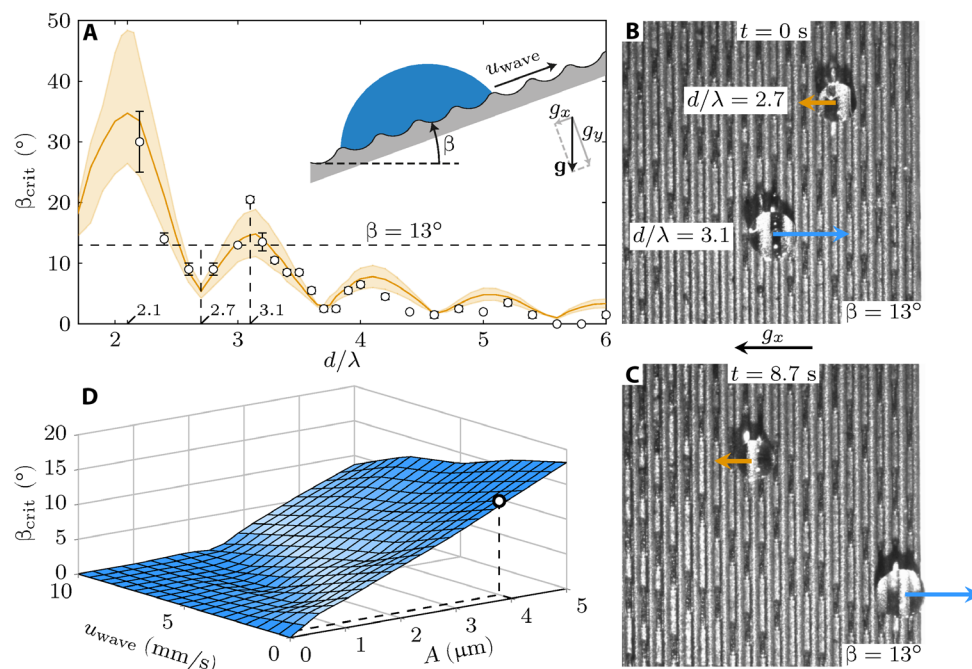 A
50
40
30
20
10
0
β_crit (°)
u_wave
g_x
g_y
g
β
β = 13°
2.1
2.7
3.1
2
3
4
5
6
d/λ
B
t = 0 s
d/λ = 2.7
d/λ = 3.1
β = 13°
g_x
C
t = 8.7 s
β = 13°
D
20
15
10
5
0
β_crit (°)
10
5
0
u_wave (mm/s)
0
1
2
3
4
5
A (μm)